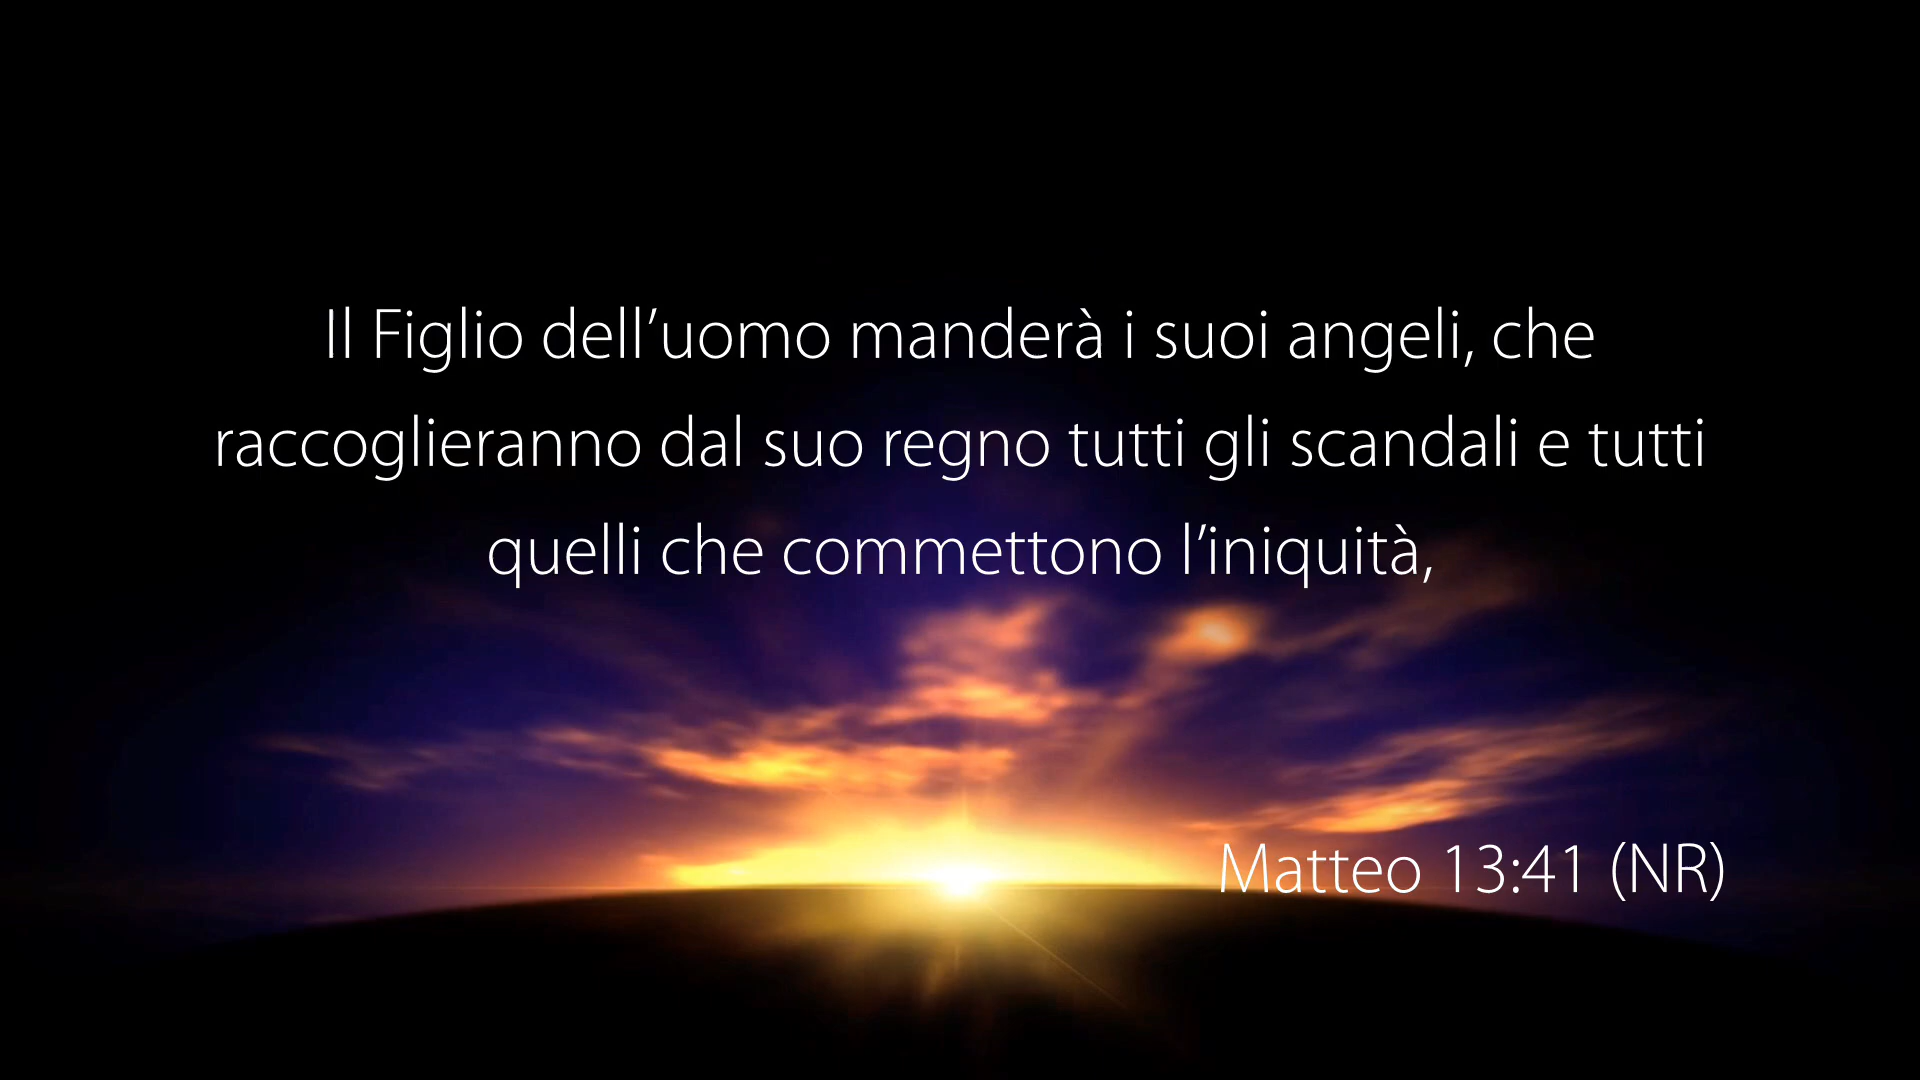 Il Figlio dell’uomo manderà i suoi angeli, che
raccoglieranno dal suo regno tutti gli scandali e tutti
quelli che commettono l’iniquità,
Matteo 13:41 (NR)